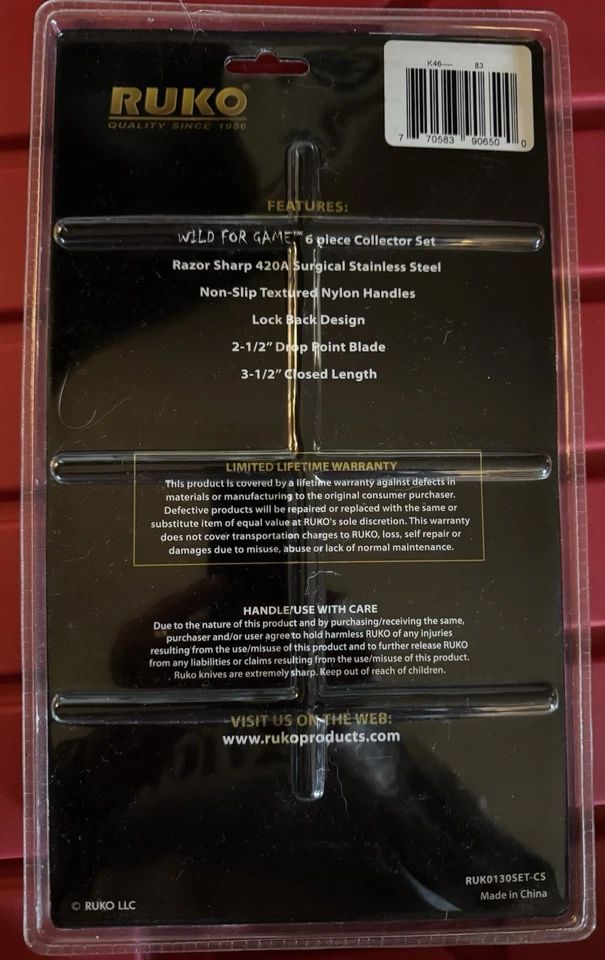 K46---- 83
7 70583 90650 0
RUKO®
QUALITY SINCE 1956
FEATURES:
WILD FOR GAME™ 6 piece Collector Set
Razor Sharp 420A Surgical Stainless Steel
Non-Slip Textured Nylon Handles
Lock Back Design
2-1/2” Drop Point Blade
3-1/2” Closed Length
LIMITED LIFETIME WARRANTY
This product is covered by a lifetime warranty against defects in
materials or manufacturing to the original consumer purchaser.
Defective products will be repaired or replaced with the same or
substitute item of equal value at RUKO's sole discretion. This warranty
does not cover transportation charges to RUKO, loss, self repair or
damages due to misuse, abuse or lack of normal maintenance.
HANDLE/USE WITH CARE
Due to the nature of this product and by purchasing/receiving the same,
purchaser and/or user agree to hold harmless RUKO of any injuries
resulting from the use/misuse of this product and to further release RUKO
from any liabilities or claims resulting from the use/misuse of this product.
Ruko knives are extremely sharp. Keep out of reach of children.
VISIT US ON THE WEB:
www.rukoproducts.com
RUK0130SET-CS
Made in China
© RUKO LLC